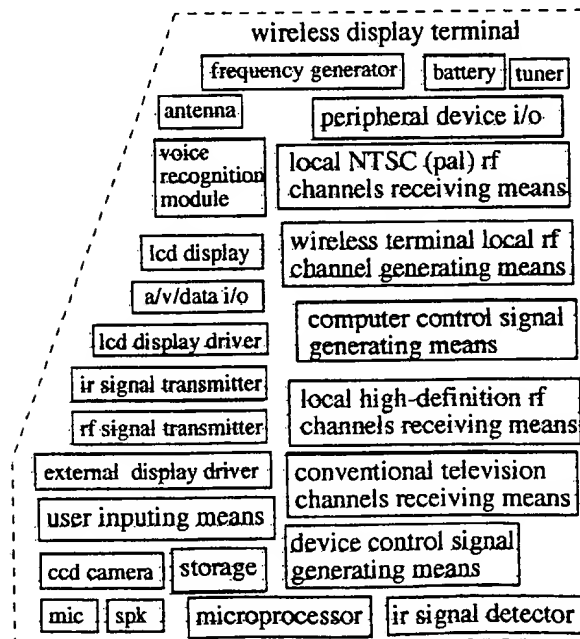 wireless display terminal
frequency generator
battery
tuner
antenna
peripheral device i/o
voice
recognition
module
local NTSC (pal) rf
channels receiving means
lcd display
wireless terminal local rf
channel generating means
a/v/data i/o
computer control signal
generating means
lcd display driver
ir signal transmitter
local high-definition rf
channels receiving means
rf signal transmitter
external display driver
conventional television
channels receiving means
user inputing means
device control signal
generating means
ccd camera
storage
mic
spk
microprocessor
ir signal detector